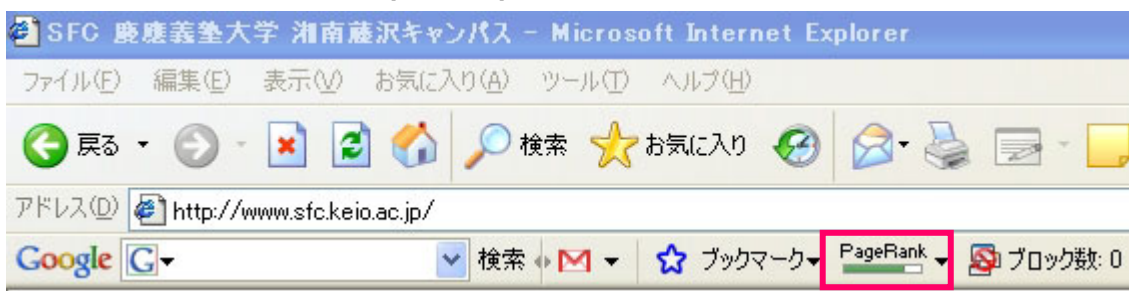 SFC 慶應義塾大学 湘南藤沢キャンパス - Microsoft Internet Explorer
ファイル(F) 編集(E) 表示(V) お気に入り(A) ツール(T) ヘルプ(H)
戻る 検索 お気に入り
アドレス(D) http://www.sfc.keio.ac.jp/
Google G 検索 ブックマーク PageRank ブロック数: 0